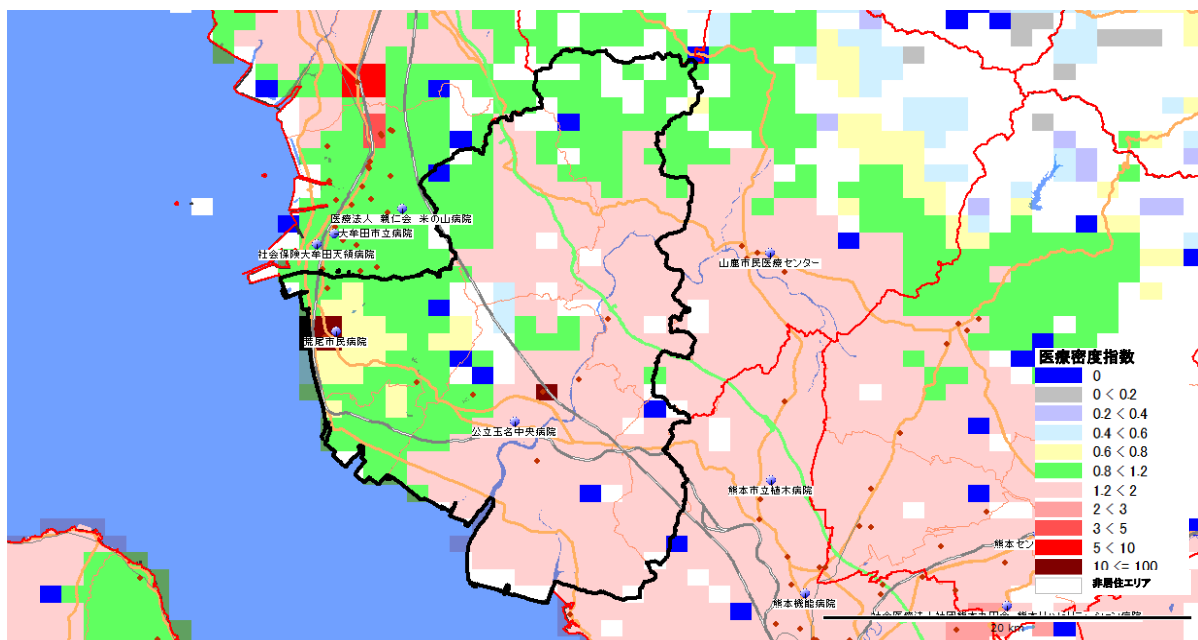 医療法人 親仁会 米の山病院
大牟田市立病院
社会保険大牟田天領病院
山鹿市民医療センター
荒尾市民病院
公立玉名中央病院
熊本市立植木病院
熊本セン
熊本機能病院
20 km
医療密度指数
0
0 < 0.2
0.2 < 0.4
0.4 < 0.6
0.6 < 0.8
0.8 < 1.2
1.2 < 2
2 < 3
3 < 5
5 < 10
10 <= 100
非居住エリア